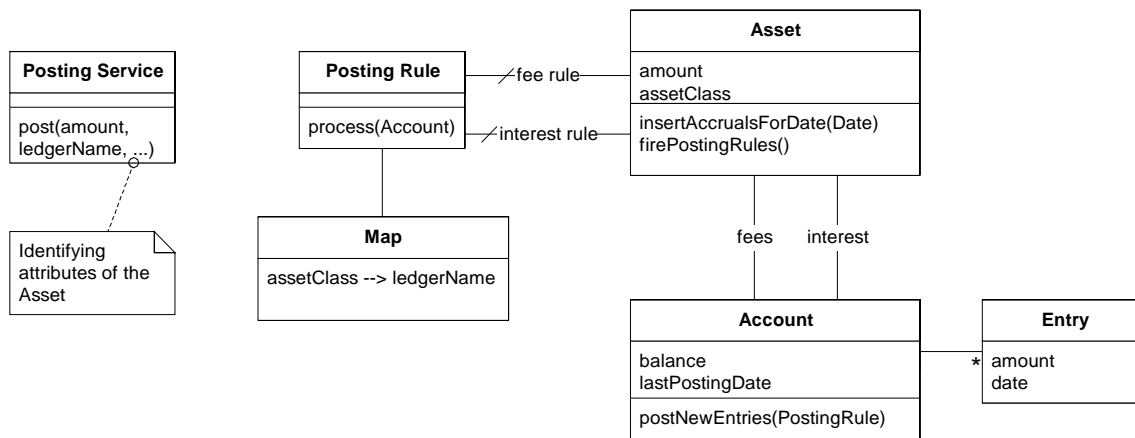 Posting Service
post(amount,
ledgerName, ...)
Identifying
attributes of the
Asset
Posting Rule
process(Account)
fee rule
interest rule
Map
assetClass --> ledgerName
Asset
amount
assetClass
insertAccrualsForDate(Date)
firePostingRules()
fees
interest
Account
balance
lastPostingDate
postNewEntries(PostingRule)
*
Entry
amount
date